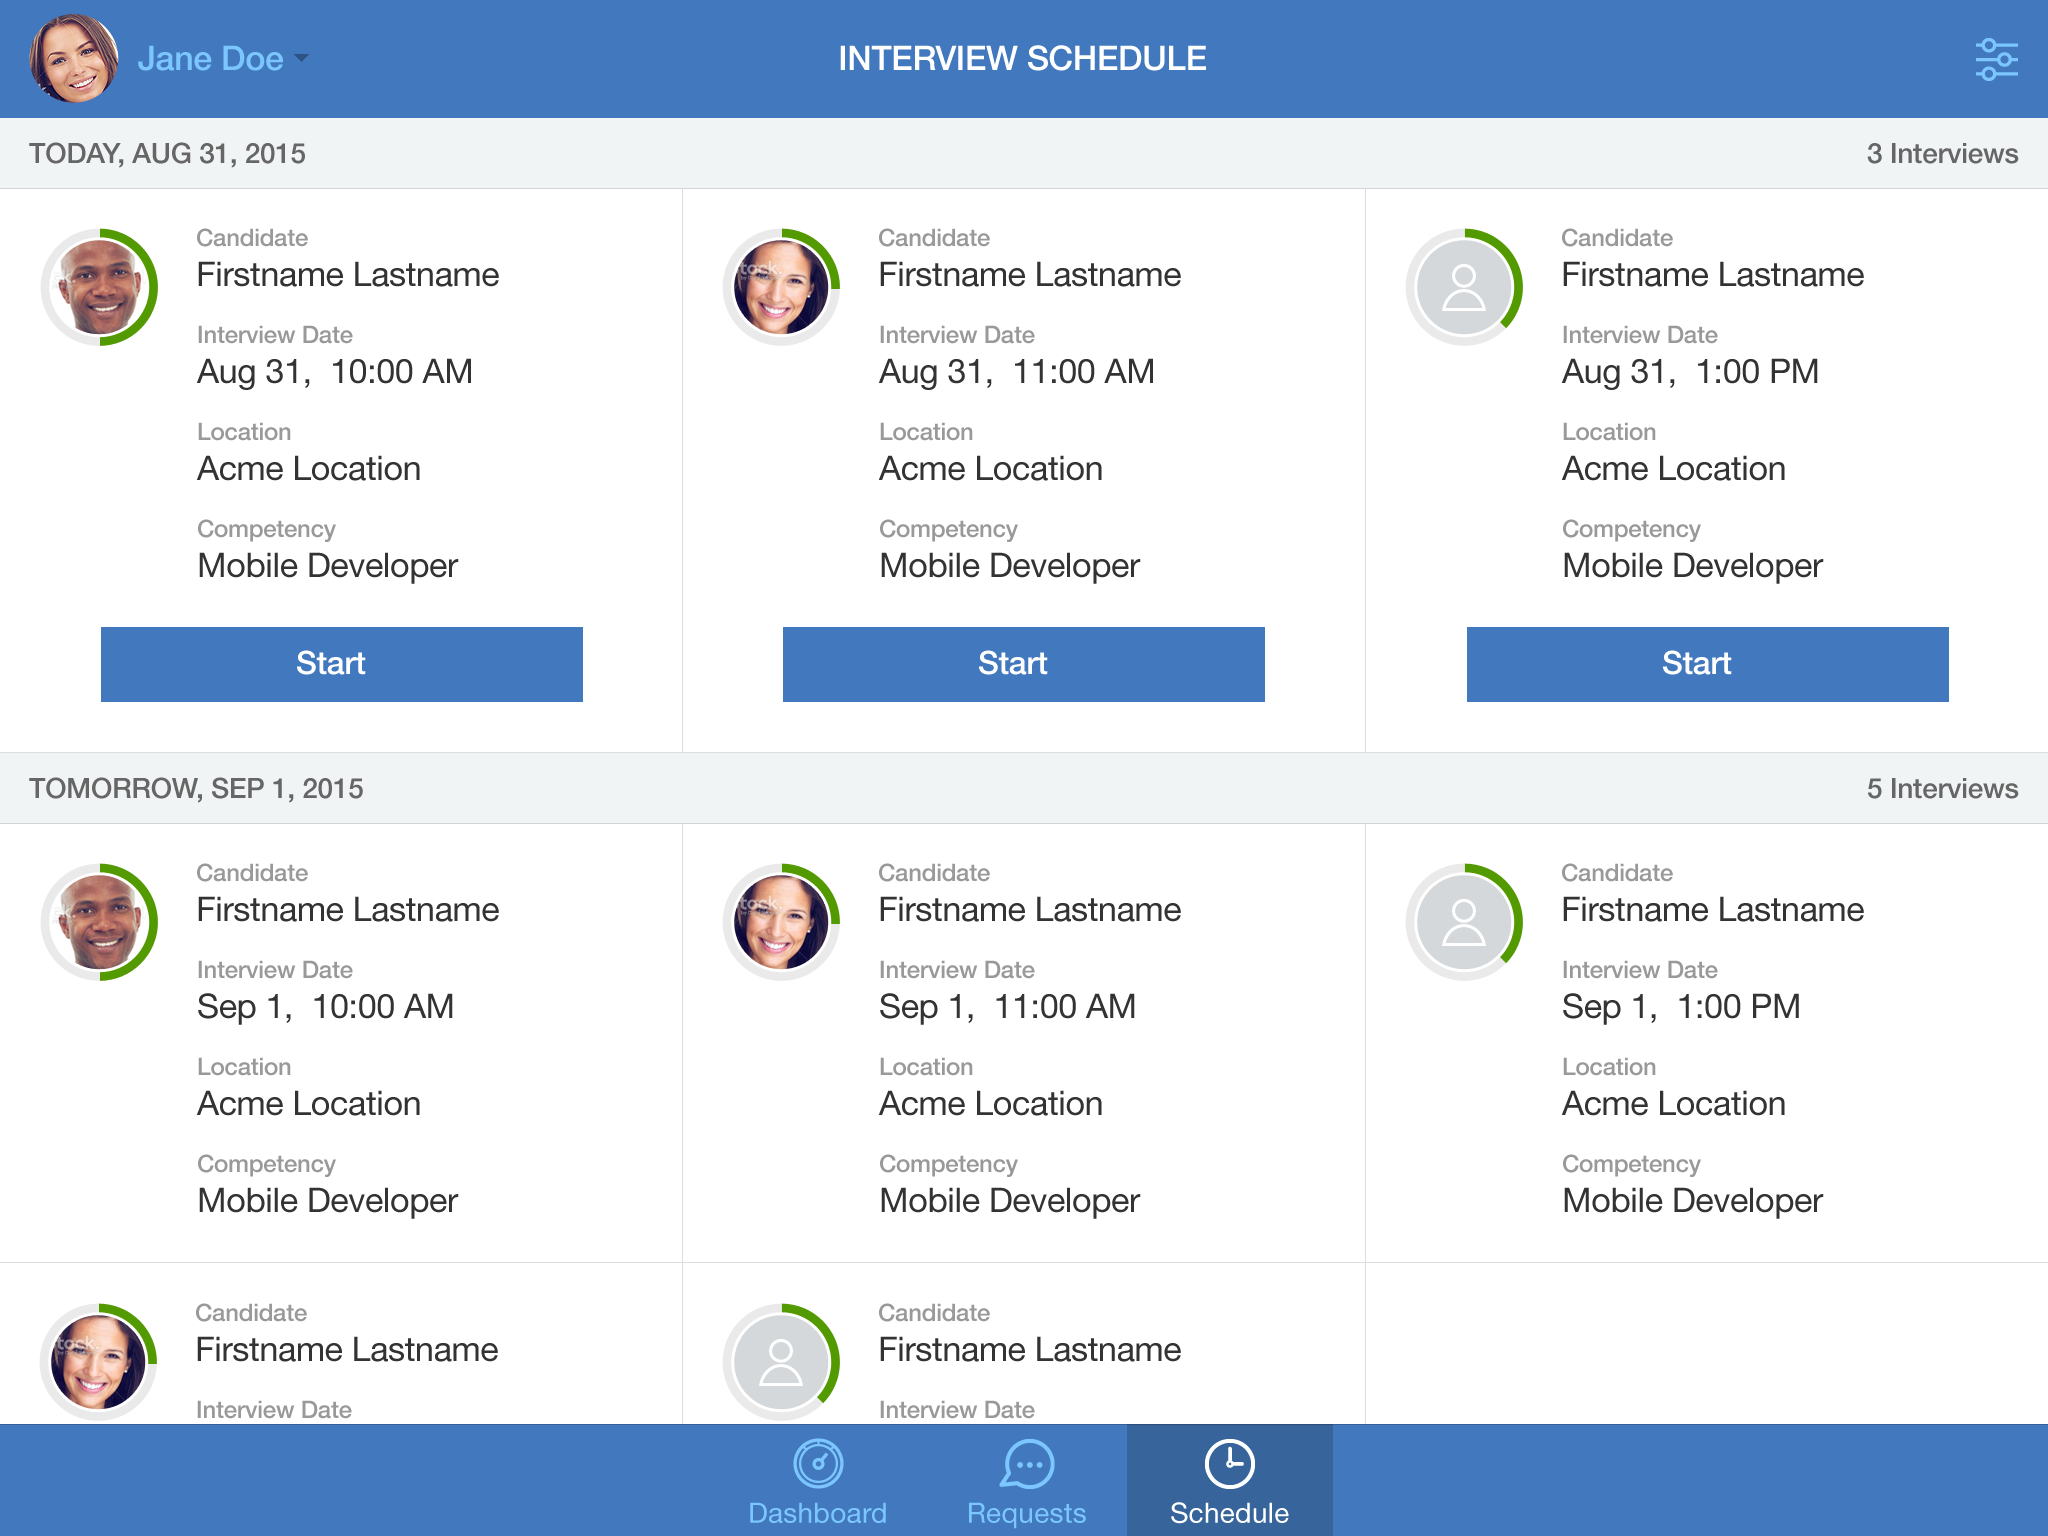 Jane Doe
INTERVIEW SCHEDULE
TODAY, AUG 31, 2015
3 Interviews
Candidate
Firstname Lastname
Interview Date
Aug 31, 10:00 AM
Location
Acme Location
Competency
Mobile Developer
Start
Candidate
Firstname Lastname
Interview Date
Aug 31, 11:00 AM
Location
Acme Location
Competency
Mobile Developer
Start
Candidate
Firstname Lastname
Interview Date
Aug 31, 1:00 PM
Location
Acme Location
Competency
Mobile Developer
Start
TOMORROW, SEP 1, 2015
5 Interviews
Candidate
Firstname Lastname
Interview Date
Sep 1, 10:00 AM
Location
Acme Location
Competency
Mobile Developer
Candidate
Firstname Lastname
Interview Date
Sep 1, 11:00 AM
Location
Acme Location
Competency
Mobile Developer
Candidate
Firstname Lastname
Interview Date
Sep 1, 1:00 PM
Location
Acme Location
Competency
Mobile Developer
Candidate
Firstname Lastname
Interview Date
Candidate
Firstname Lastname
Interview Date
Dashboard
Requests
Schedule